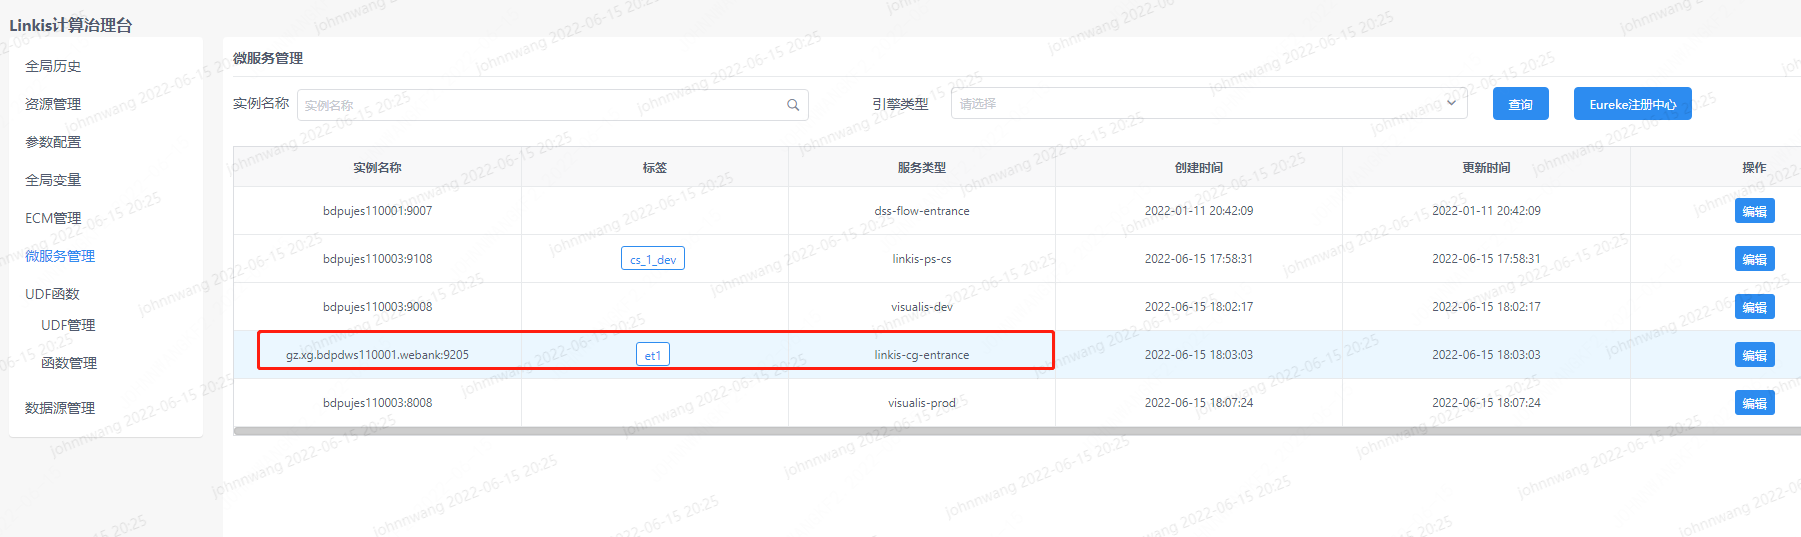 Linkis计算治理台
全局历史
资源管理
参数配置
全局变量
ECM管理
微服务管理
UDF函数
UDF管理
函数管理
数据源管理
微服务管理
实例名称 实例名称 引擎类型 请选择 查询 Eureke注册中心
实例名称 标签 服务类型 创建时间 更新时间 操作
bdpujes110001:9007 dss-flow-entrance 2022-01-11 20:42:09 2022-01-11 20:42:09 编辑
bdpujes110003:9108 cs_1_dev linkis-ps-cs 2022-06-15 17:58:31 2022-06-15 17:58:31 编辑
bdpujes110003:9008 visualis-dev 2022-06-15 18:02:17 2022-06-15 18:02:17 编辑
gz.xg.bdpdws110001.webank:9205 et1 linkis-cg-entrance 2022-06-15 18:03:03 2022-06-15 18:03:03 编辑
bdpujes110003:8008 visualis-prod 2022-06-15 18:07:24 2022-06-15 18:07:24 编辑
johnnwang 2022-06-15 20:25